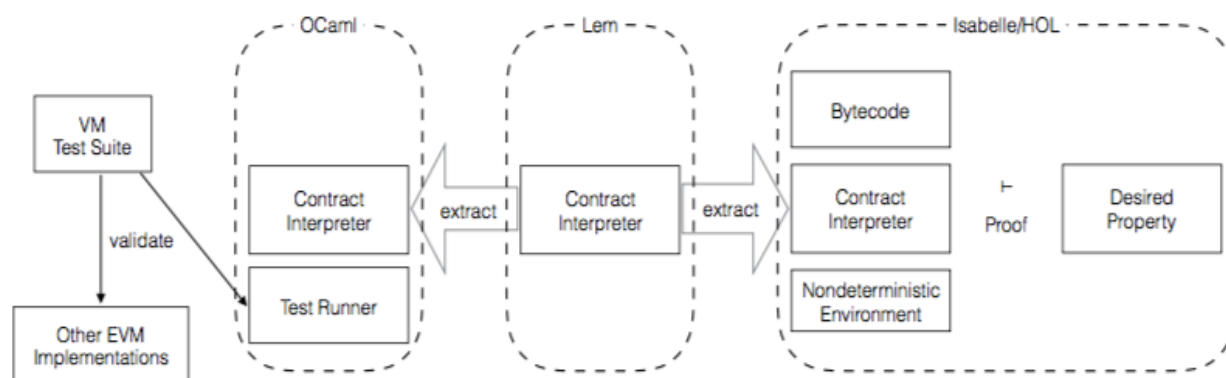 OCaml
Lem
Isabelle/HOL
VM
Test Suite
validate
Other EVM
Implementations
Contract
Interpreter
Test Runner
extract
Contract
Interpreter
extract
Bytecode
Contract
Interpreter
Nondeterministic
Environment
⊢
Proof
Desired
Property